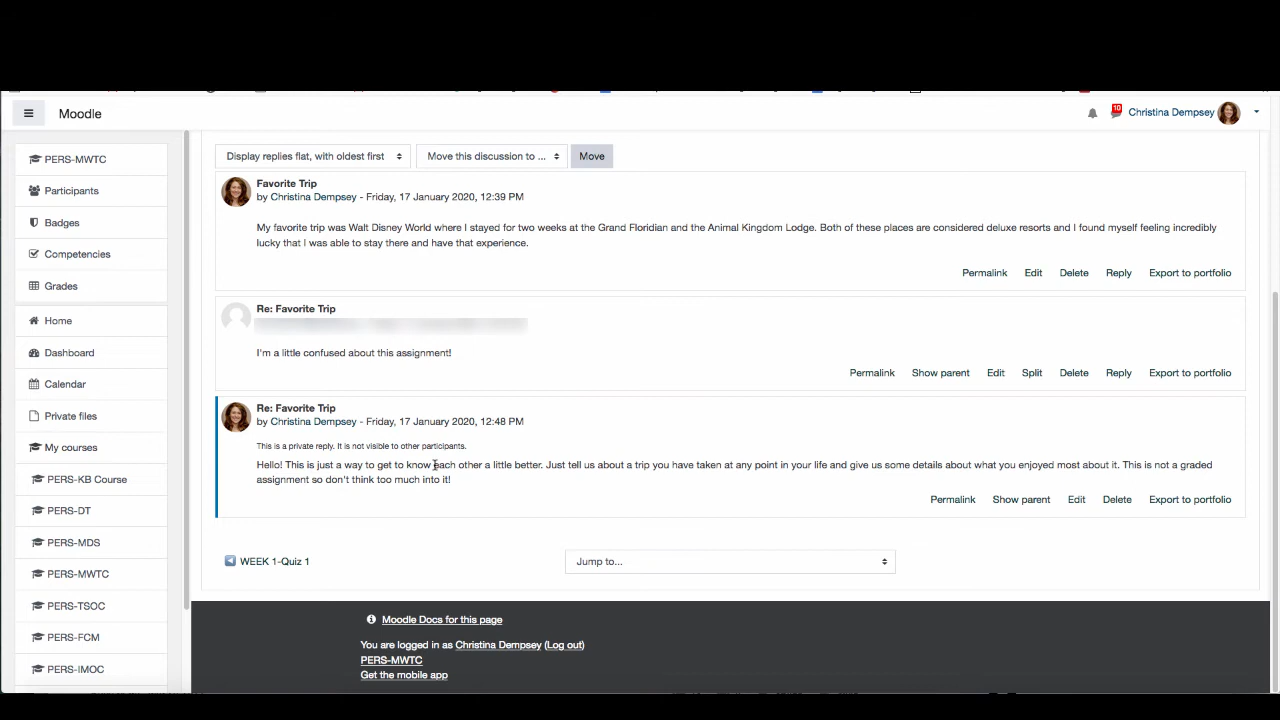 Moodle
10
Christina Dempsey
PERS-MWTC
Participants
Badges
Competencies
Grades
Home
Dashboard
Calendar
Private files
My courses
PERS-KB Course
PERS-DT
PERS-MDS
PERS-MWTC
PERS-TSOC
PERS-FCM
PERS-IMOC
Display replies flat, with oldest first
Move this discussion to ...
Move
Favorite Trip
by Christina Dempsey - Friday, 17 January 2020, 12:39 PM
My favorite trip was Walt Disney World where I stayed for two weeks at the Grand Floridian and the Animal Kingdom Lodge. Both of these places are considered deluxe resorts and I found myself feeling incredibly
lucky that I was able to stay there and have that experience.
Permalink Edit Delete Reply Export to portfolio
Re: Favorite Trip
I'm a little confused about this assignment!
Permalink Show parent Edit Split Delete Reply Export to portfolio
Re: Favorite Trip
by Christina Dempsey - Friday, 17 January 2020, 12:48 PM
This is a private reply. It is not visible to other participants.
Hello! This is just a way to get to know each other a little better. Just tell us about a trip you have taken at any point in your life and give us some details about what you enjoyed most about it. This is not a graded
assignment so don't think too much into it!
Permalink Show parent Edit Delete Export to portfolio
WEEK 1-Quiz 1
Jump to...
Moodle Docs for this page
You are logged in as Christina Dempsey (Log out)
PERS-MWTC
Get the mobile app